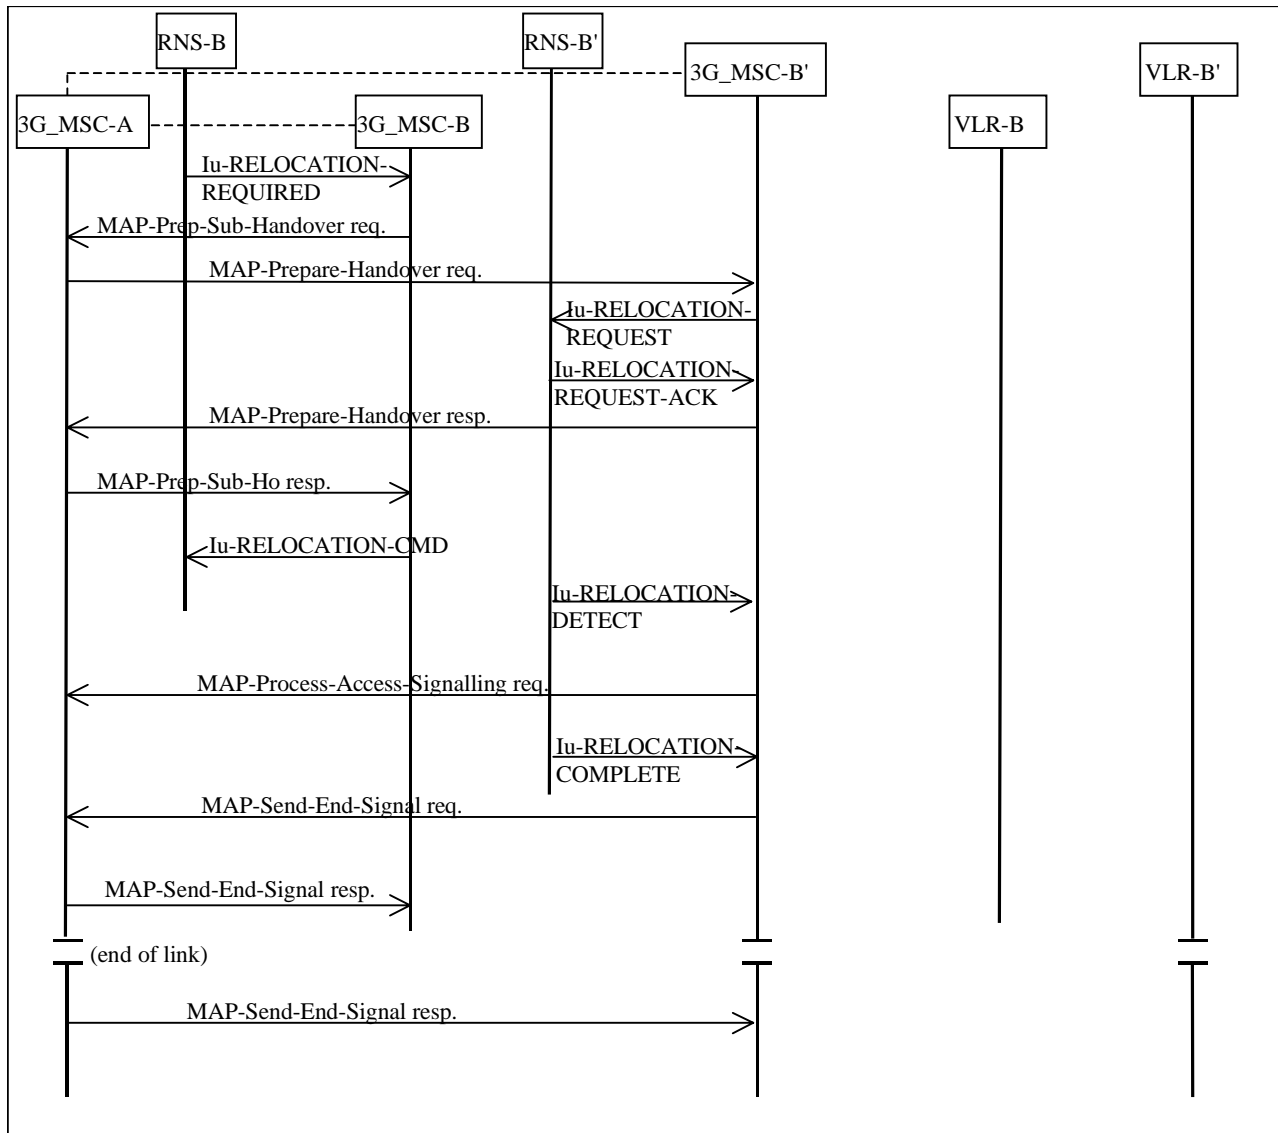 RNS-B
RNS-B'
3G_MSC-B'
VLR-B'
3G_MSC-A
3G_MSC-B
VLR-B
Iu-RELOCATION-
REQUIRED
MAP-Prep-Sub-Handover req.
MAP-Prepare-Handover req.
Iu-RELOCATION-
REQUEST
Iu-RELOCATION-
REQUEST-ACK
MAP-Prepare-Handover resp.
MAP-Prep-Sub-Ho resp.
Iu-RELOCATION-CMD
Iu-RELOCATION-
DETECT
MAP-Process-Access-Signalling req.
Iu-RELOCATION-
COMPLETE
MAP-Send-End-Signal req.
MAP-Send-End-Signal resp.
(end of link)
MAP-Send-End-Signal resp.